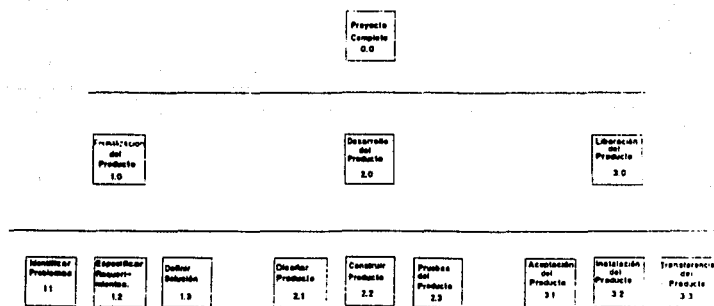 Proyecto
Completo
0.0
del
Producto
1.0
Desarrollo
del
Producto
2.0
Liberación
del
Producto
3.0
Identificar
Problemas
1.1
Especificar
Requeri-
mientos.
1.2
Definir
Solución
1.3
Diseñar
Producto
2.1
Construir
Producto
2.2
Pruebas
del
Producto
2.3
Aceptación
del
Producto
3.1
Instalación
del
Producto
3.2
Transferencia
del
Producto
3.3